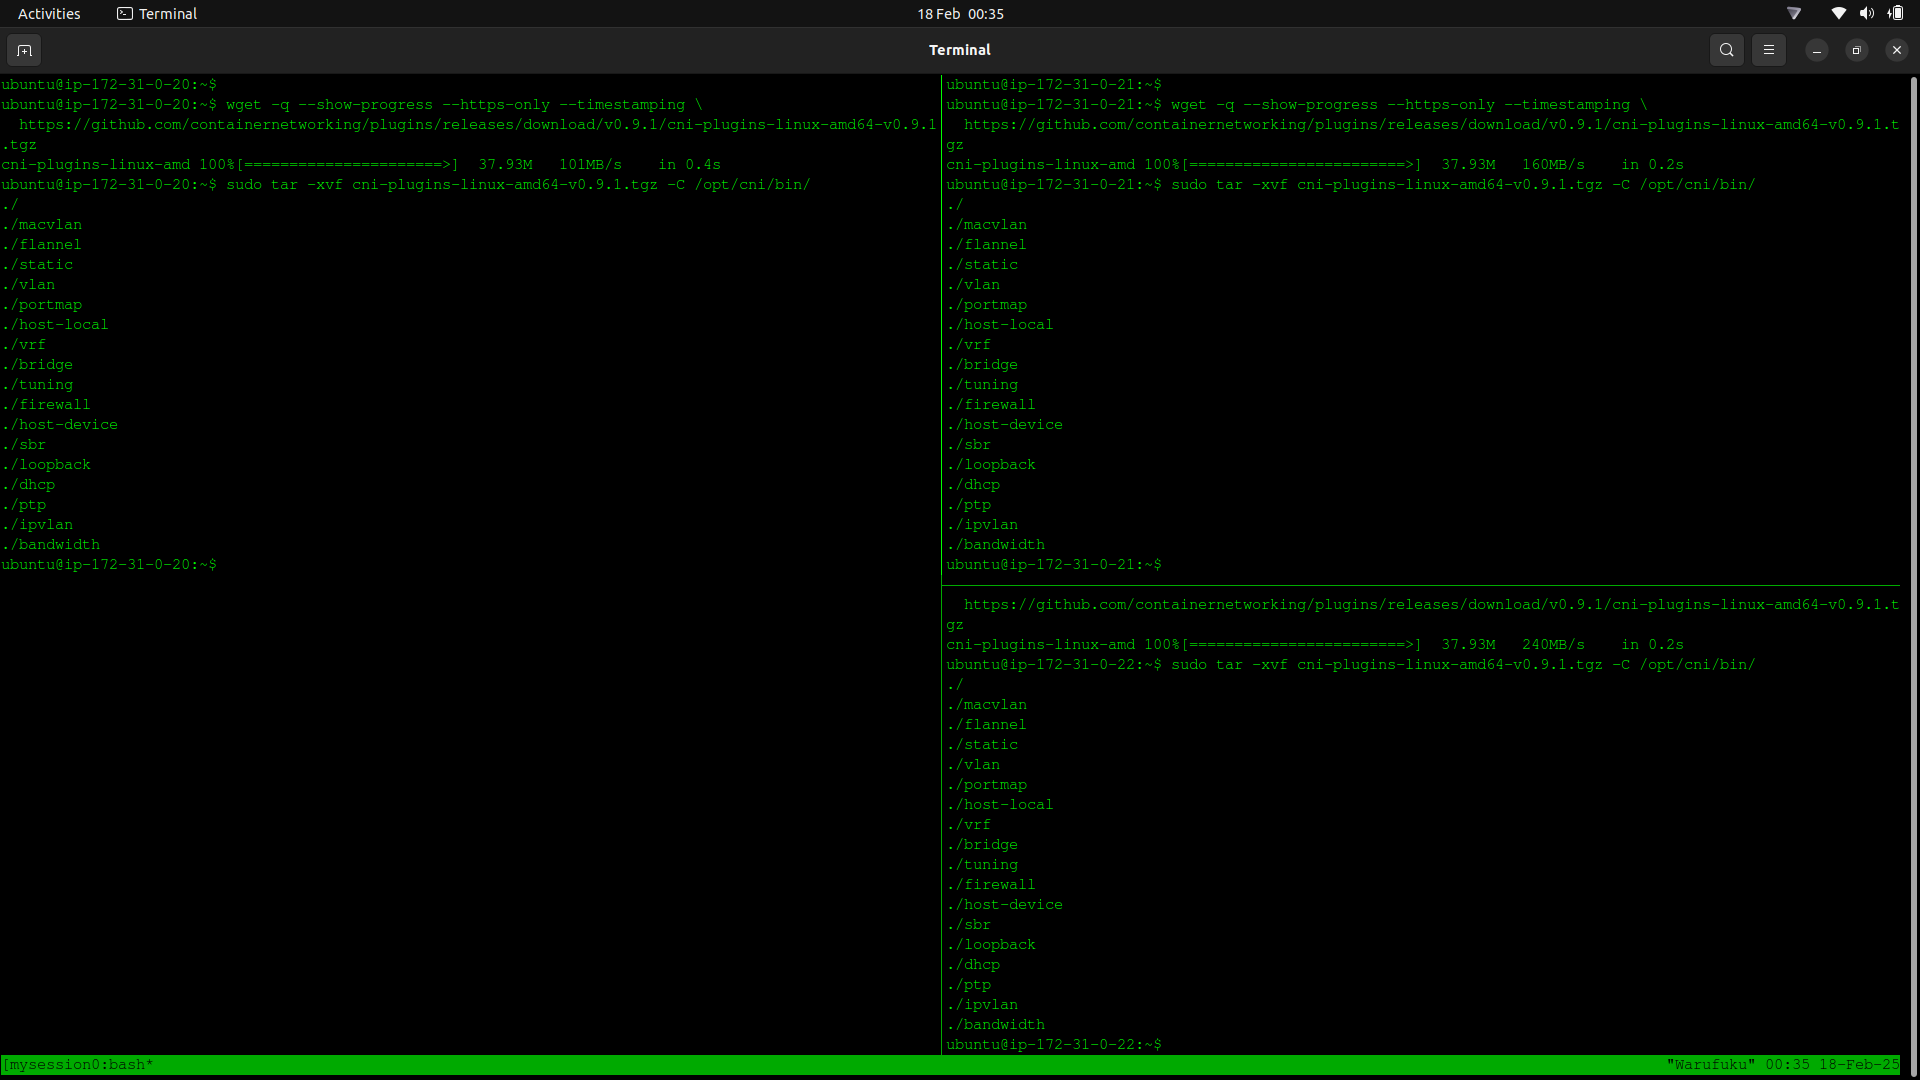 Activities
Terminal
18 Feb 00:35
Terminal
ubuntu@ip-172-31-0-20:~$
ubuntu@ip-172-31-0-20:~$ wget -q --show-progress --https-only --timestamping \
  https://github.com/containernetworking/plugins/releases/download/v0.9.1/cni-plugins-linux-amd64-v0.9.1
.tgz
cni-plugins-linux-amd 100%[======================>]  37.93M   101MB/s    in 0.4s
ubuntu@ip-172-31-0-20:~$ sudo tar -xvf cni-plugins-linux-amd64-v0.9.1.tgz -C /opt/cni/bin/
./
./macvlan
./flannel
./static
./vlan
./portmap
./host-local
./vrf
./bridge
./tuning
./firewall
./host-device
./sbr
./loopback
./dhcp
./ptp
./ipvlan
./bandwidth
ubuntu@ip-172-31-0-20:~$
ubuntu@ip-172-31-0-21:~$
ubuntu@ip-172-31-0-21:~$ wget -q --show-progress --https-only --timestamping \
  https://github.com/containernetworking/plugins/releases/download/v0.9.1/cni-plugins-linux-amd64-v0.9.1.t
gz
cni-plugins-linux-amd 100%[========================>]  37.93M   160MB/s    in 0.2s
ubuntu@ip-172-31-0-21:~$ sudo tar -xvf cni-plugins-linux-amd64-v0.9.1.tgz -C /opt/cni/bin/
./
./macvlan
./flannel
./static
./vlan
./portmap
./host-local
./vrf
./bridge
./tuning
./firewall
./host-device
./sbr
./loopback
./dhcp
./ptp
./ipvlan
./bandwidth
ubuntu@ip-172-31-0-21:~$
  https://github.com/containernetworking/plugins/releases/download/v0.9.1/cni-plugins-linux-amd64-v0.9.1.t
gz
cni-plugins-linux-amd 100%[========================>]  37.93M   240MB/s    in 0.2s
ubuntu@ip-172-31-0-22:~$ sudo tar -xvf cni-plugins-linux-amd64-v0.9.1.tgz -C /opt/cni/bin/
./
./macvlan
./flannel
./static
./vlan
./portmap
./host-local
./vrf
./bridge
./tuning
./firewall
./host-device
./sbr
./loopback
./dhcp
./ptp
./ipvlan
./bandwidth
ubuntu@ip-172-31-0-22:~$
[mysession0:bash*
"Warufuku" 00:35 18-Feb-25